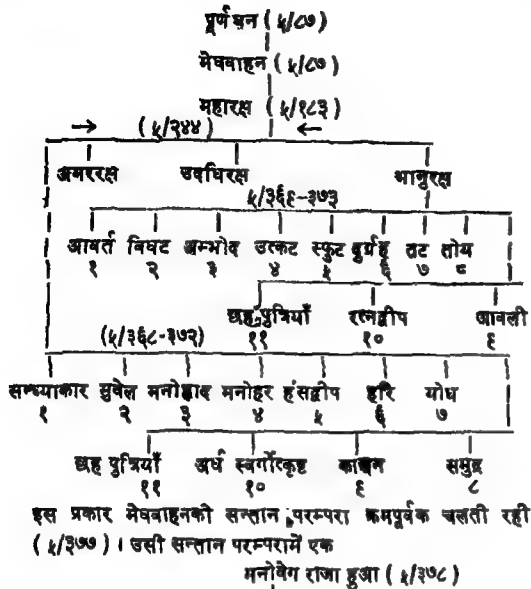 पूर्णघन ( ५/८७ )
मेघवाहन ( ५/८७ )
महारक्ष ( ५/१८३ )
( ५/२४४ )
अमररक्ष उदधिरक्ष भानुरक्ष
५/३६६-३७३
आवर्त विघट अम्भोद उत्कट स्फुट दुर्ग्रह तट तोय
१ २ ३ ४ ५ ६ ७ ८
छह पुत्रियाँ रत्नद्वीप आवली
११ १० ६
(५/३६८-३७२)
सन्ध्याकार सुवेल मनोह्लाद मनोहर हंसद्वीप हरि योध
१ २ ३ ४ ५ ६ ७
छह पुत्रियाँ अर्ध स्वर्गोत्कृष्ट काञ्चन समुद्र
११ १० ६ ८
इस प्रकार मेघवाहनकी सन्तान परम्परा क्रमपूर्वक चलती रही
( ५/३७७ ) । उसी सन्तान परम्परामें एक
मनोवेग राजा हुआ ( ५/३७८ )